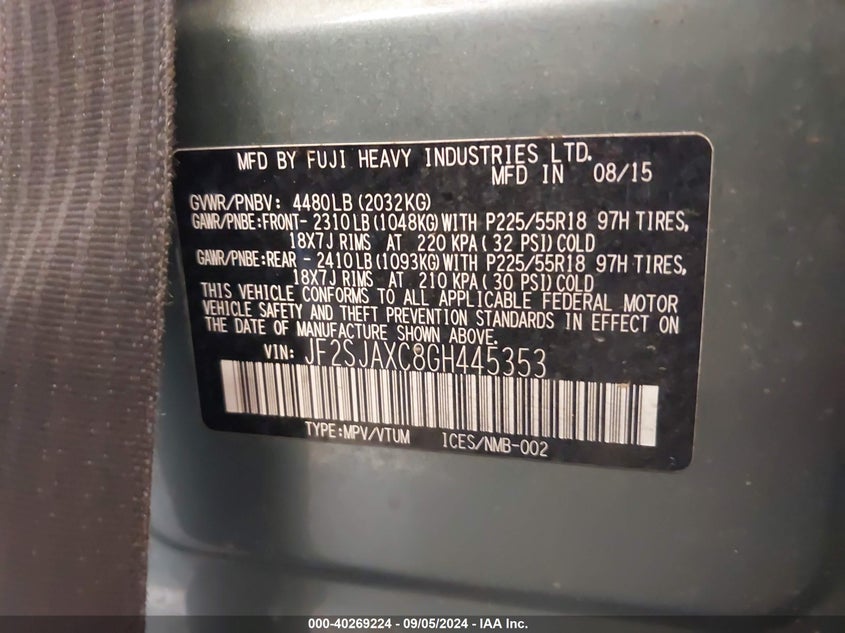 MFD BY FUJI HEAVY INDUSTRIES LTD.
MFD IN 08/15
GVWR/PNBV: 4480LB (2032KG)
GAWR/PNBE:FRONT- 2310LB (1048KG) WITH P225/55R18 97H TIRES,
18X7J RIMS AT 220 KPA ( 32 PSI) COLD
GAWR/PNBE:REAR - 2410LB (1093KG) WITH P225/55R18 97H TIRES,
18X7J RIMS AT 210 KPA ( 30 PSI) COLD
THIS VEHICLE CONFORMS TO ALL APPLICABLE FEDERAL MOTOR
VEHICLE SAFETY AND THEFT PREVENTION STANDARDS IN EFFECT ON
THE DATE OF MANUFACTURE SHOWN ABOVE.
VIN: JF2SJAXC8GH445353
TYPE:MPV/VTUM ICES/NMB-002
000-40269224 - 09/05/2024 - IAA Inc.